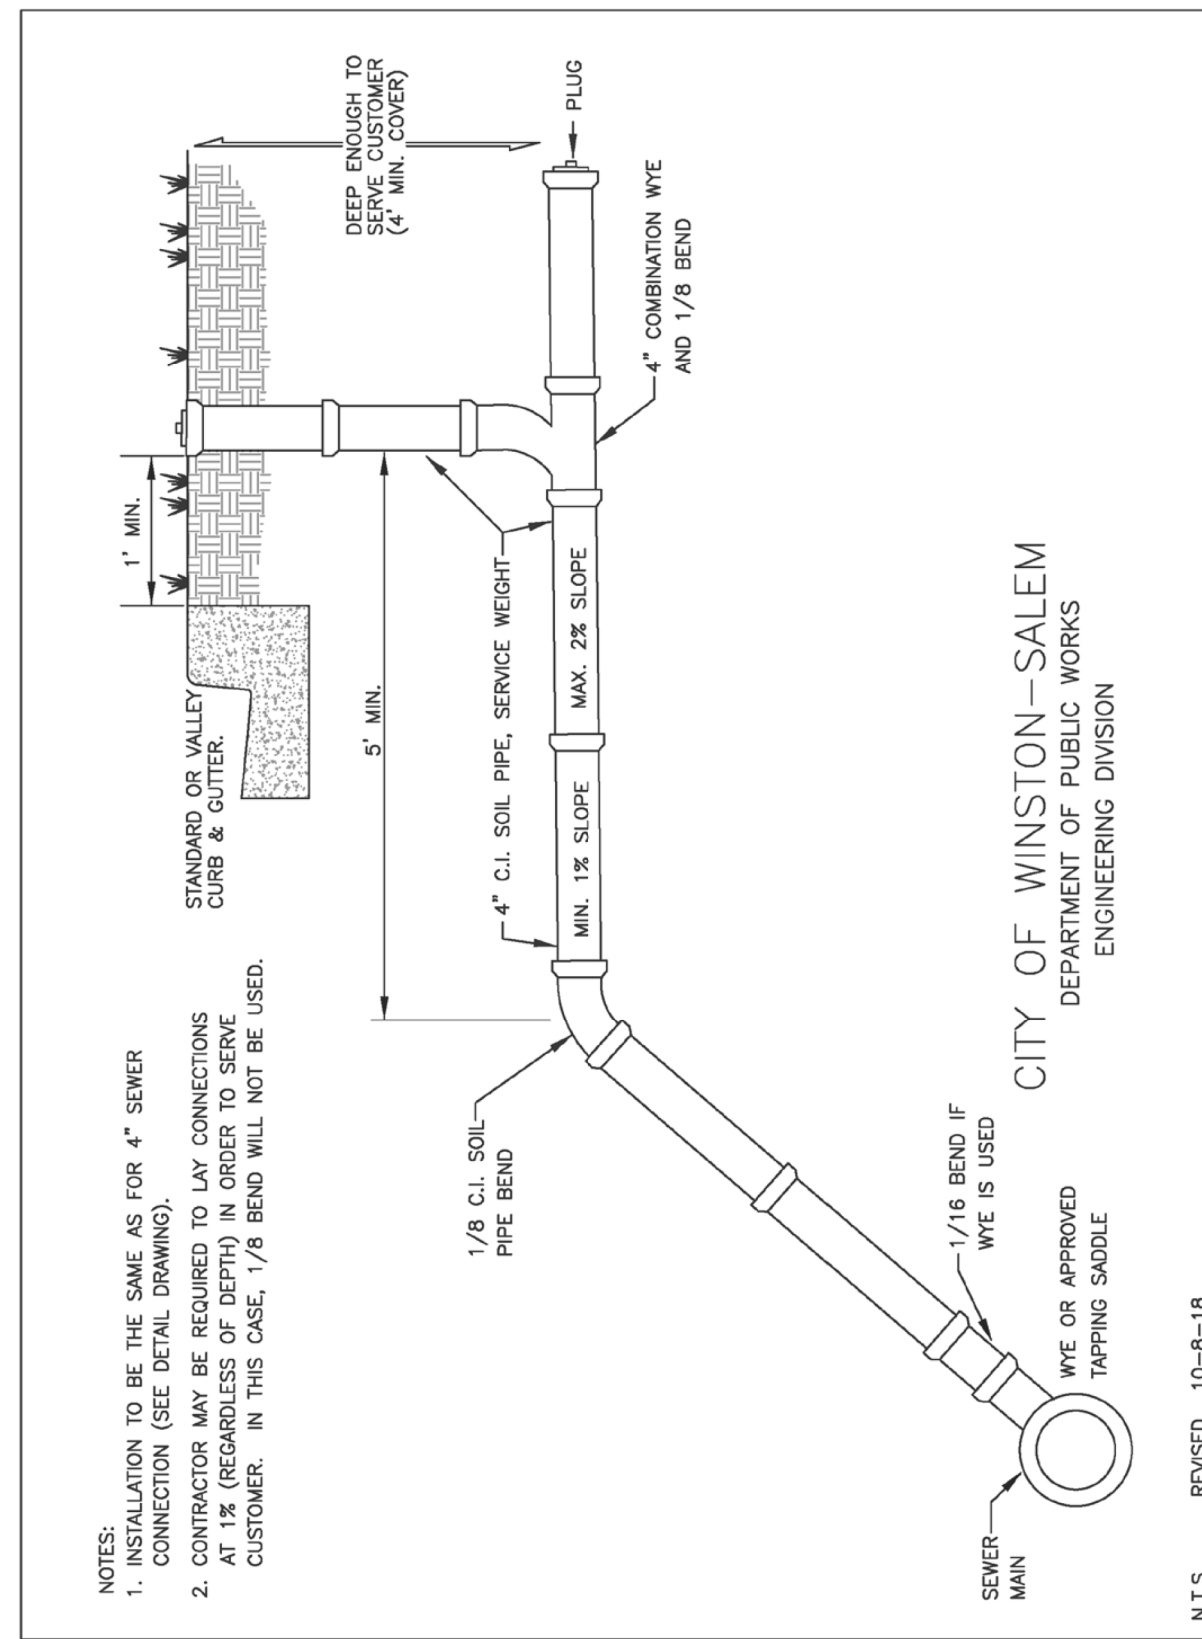 NOTES:
1. INSTALLATION TO BE THE SAME AS FOR 4" SEWER
CONNECTION (SEE DETAIL DRAWING).
2. CONTRACTOR MAY BE REQUIRED TO LAY CONNECTIONS
AT 1% (REGARDLESS OF DEPTH) IN ORDER TO SERVE
CUSTOMER. IN THIS CASE, 1/8 BEND WILL NOT BE USED.
STANDARD OR VALLEY
CURB & GUTTER.
1' MIN.
DEEP ENOUGH TO
SERVE CUSTOMER
(4' MIN. COVER)
5' MIN.
PLUG
4" C.I. SOIL PIPE, SERVICE WEIGHT
1/8 C.I. SOIL
PIPE BEND
MIN. 1% SLOPE
MAX. 2% SLOPE
4" COMBINATION WYE
AND 1/8 BEND
1/16 BEND IF
WYE IS USED
SEWER
MAIN
WYE OR APPROVED
TAPPING SADDLE
CITY OF WINSTON-SALEM
DEPARTMENT OF PUBLIC WORKS
ENGINEERING DIVISION
N.T.S. REVISED 10-8-18